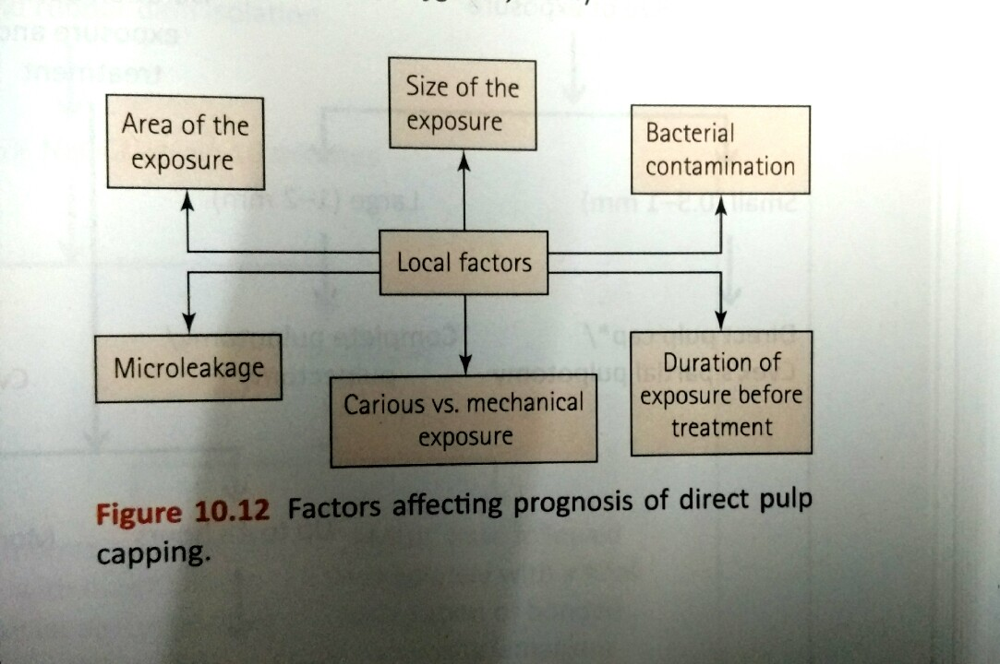 Size of the
exposure
Area of the
exposure
Bacterial
contamination
Local factors
Microleakage
Carious vs. mechanical
exposure
Duration of
exposure before
treatment
Figure 10.12 Factors affecting prognosis of direct pulp
capping.